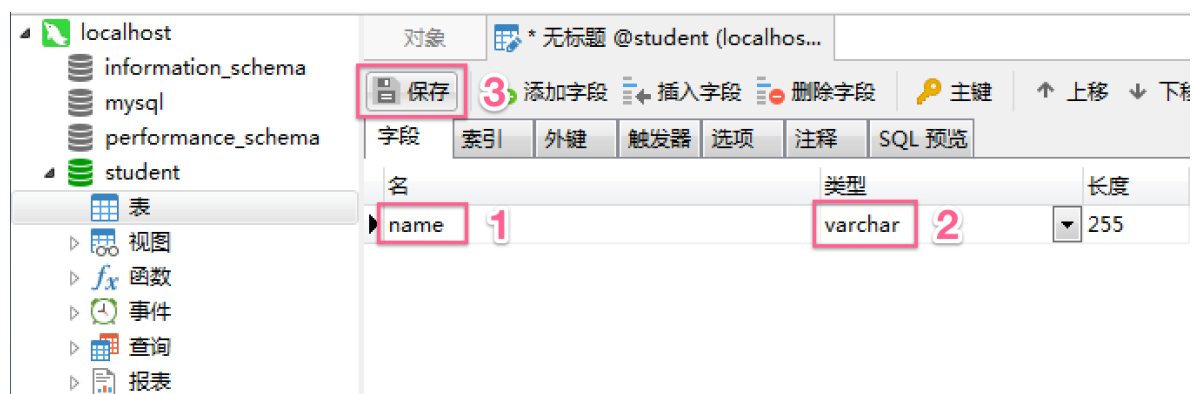 localhost
information_schema
mysql
performance_schema
student
表
视图
fx 函数
事件
查询
报表
对象
* 无标题 @student (localhos...
保存 3 添加字段 插入字段 删除字段 主键 上移 下移
字段 索引 外键 触发器 选项 注释 SQL 预览
名 类型 长度
name 1 varchar 2 255